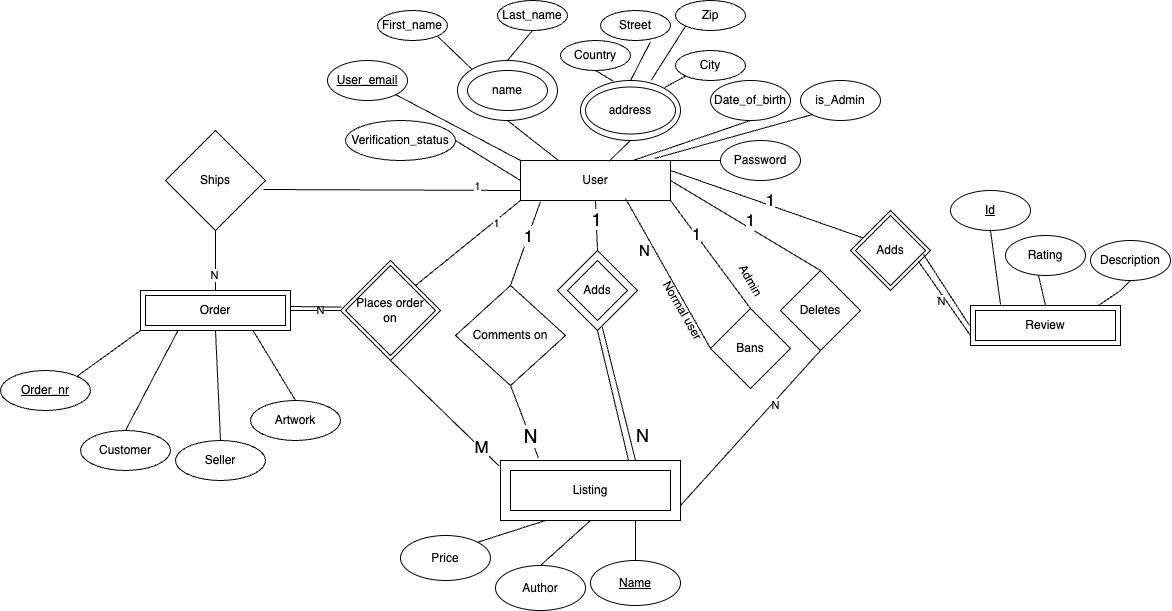 Last_name
First_name
Street
Zip
Country
City
User_email
name
address
Date_of_birth
is_Admin
Verification_status
Password
Ships
User
1
1
Id
1
1
1
1
1
N
Adds
Rating
Description
N
Admin
Normal user
Adds
Places order
on
N
Order
N
Deletes
N
Review
Comments on
Bans
Order_nr
N
Customer
Seller
Artwork
M
N
N
Listing
Price
Author
Name